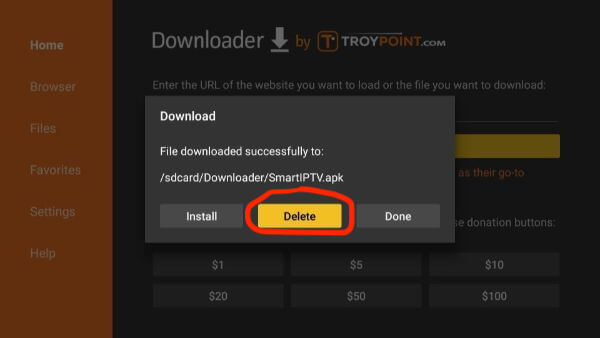 Home
Browser
Files
Favorites
Settings
Help
Downloader by TROYPOINT.COM
Enter the URL of the website you want to load or the file you want to download:
Download
File downloaded successfully to:
/sdcard/Downloader/SmartIPTV.apk
Install Delete Done
as their go-to
se donation buttons:
$1 $5 $10
$20 $50 $100